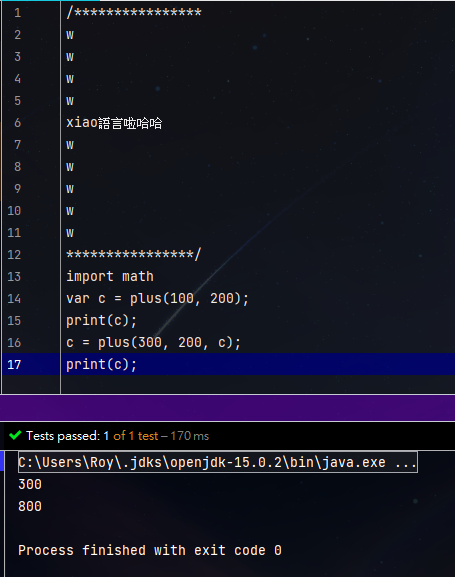 1 /****************
2 w
3 w
4 w
5 w
6 xiao語言啦哈哈
7 w
8 w
9 w
10 w
11 w
12 ****************/
13 import math
14 var c = plus(100, 200);
15 print(c);
16 c = plus(300, 200, c);
17 print(c);
Tests passed: 1 of 1 test – 170 ms
C:\Users\Roy\.jdks\openjdk-15.0.2\bin\java.exe ...
300
800
Process finished with exit code 0